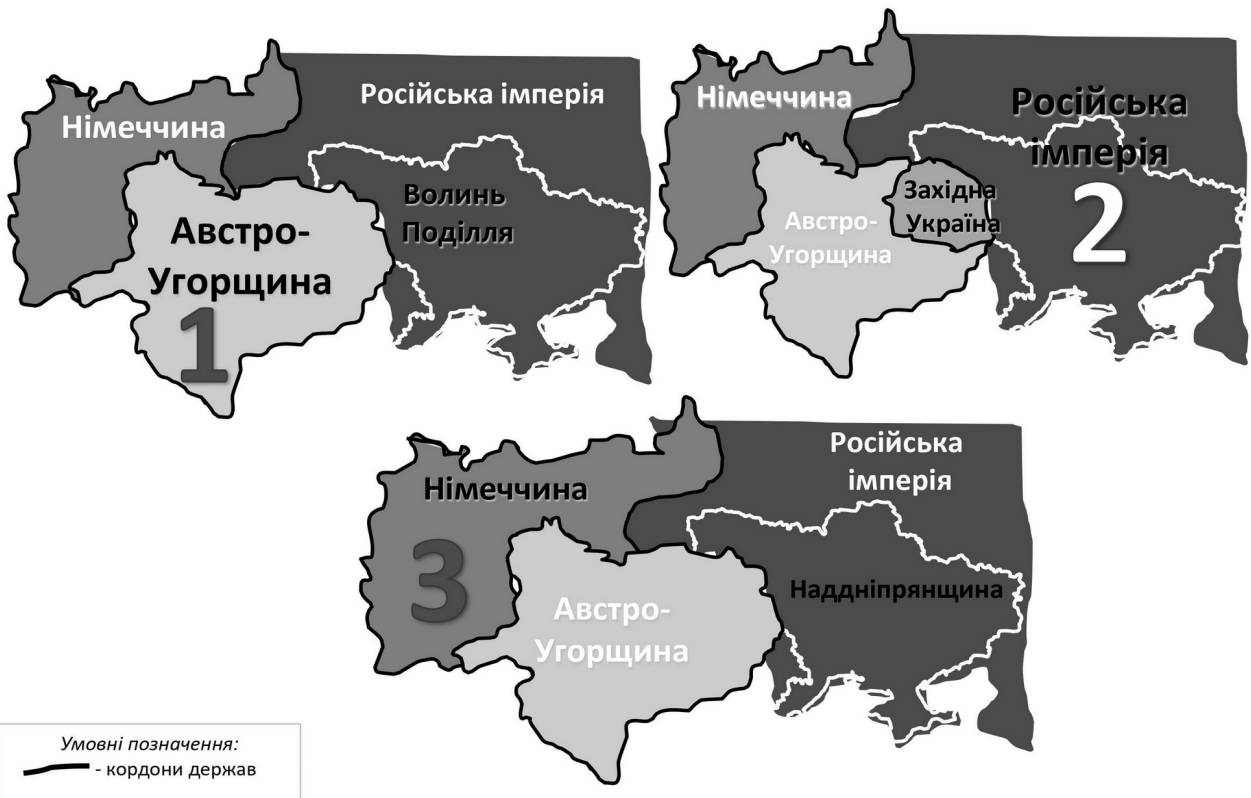 Німеччина
Російська імперія
Волинь
Поділля
Австро-
Угорщина
1
Німеччина
Російська
імперія
2
Західна
Україна
Австро-
Угорщина
Німеччина
3
Російська
імперія
Наддніпрянщина
Австро-
Угорщина
Умовні позначення:
- кордони держав